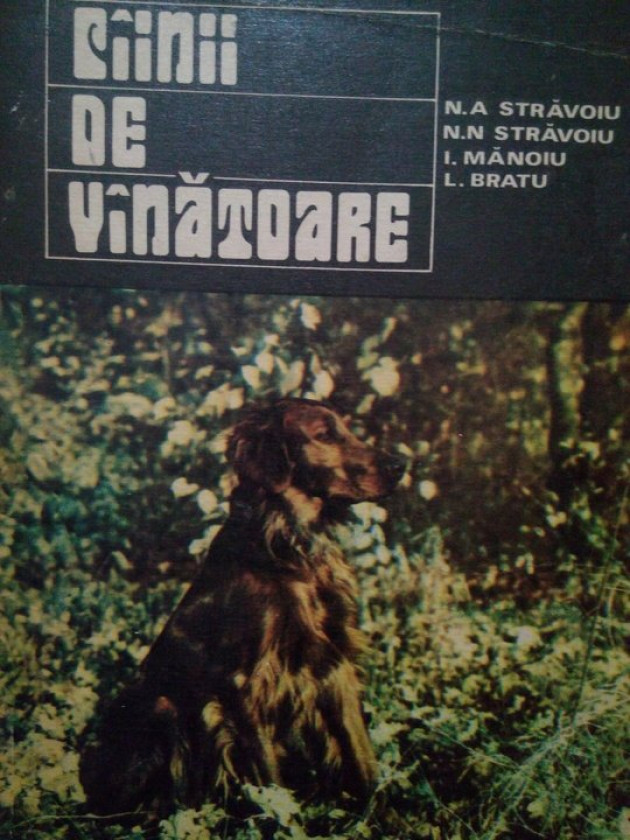 CÎINII
DE
VÎNĂTOARE
N.A STRĂVOIU
N.N STRĂVOIU
I. MĂNOIU
L. BRATU